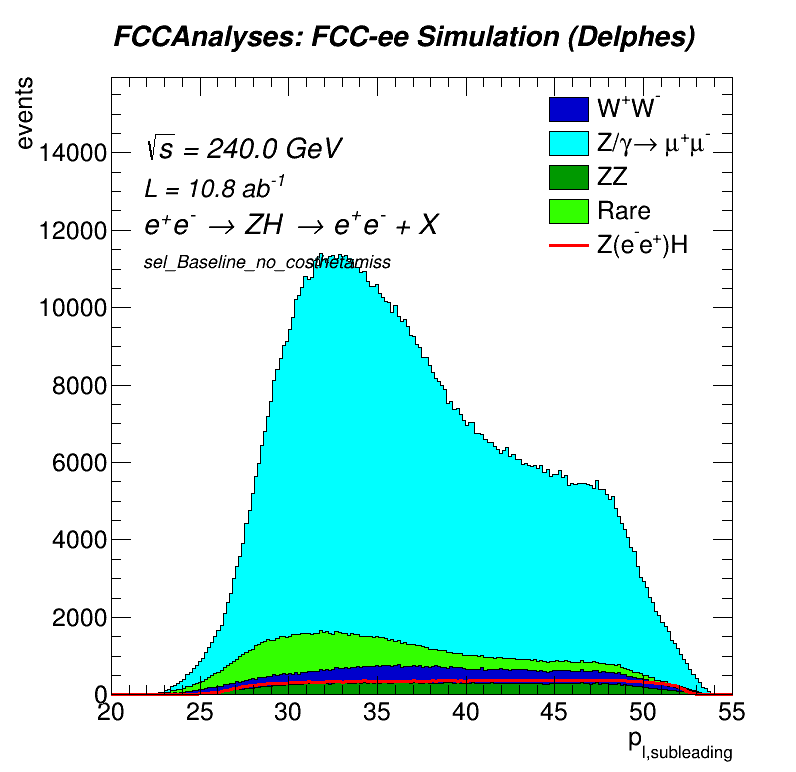 FCCAnalyses: FCC-ee Simulation (Delphes)
events
√s = 240.0 GeV
L = 10.8 ab⁻¹
e⁺e⁻ → ZH → e⁺e⁻ + X
sel_Baseline_no_costhetamiss
W⁺W⁻
Z/γ→ μ⁺μ⁻
ZZ
Rare
Z(e⁻e⁺)H
14000
12000
10000
8000
6000
4000
2000
0
20 25 30 35 40 45 50 55
p_l,subleading